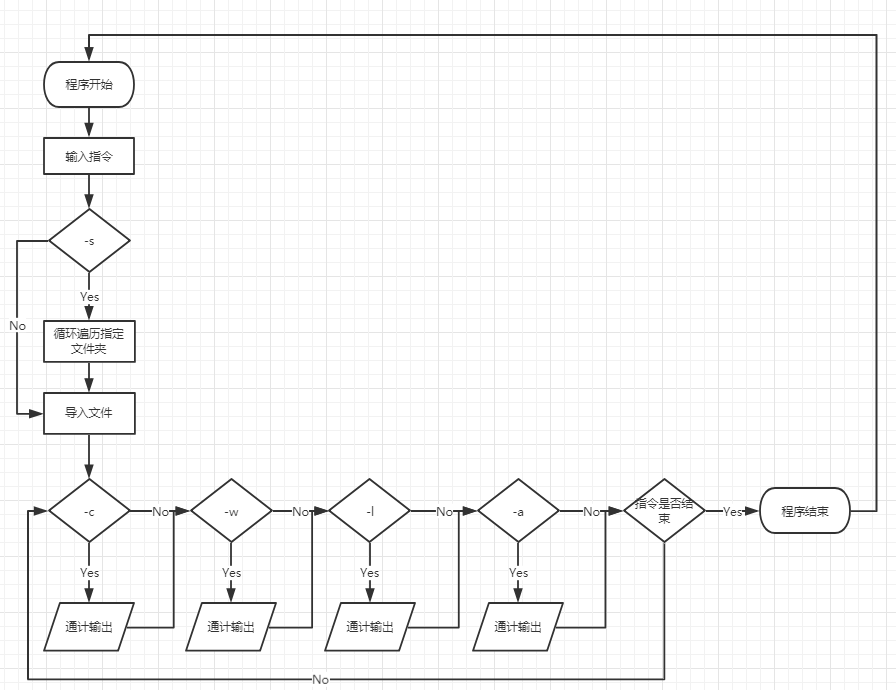 程序开始
输入指令
-s
Yes
No
循环遍历指定
文件夹
导入文件
-c
No
-w
No
-l
No
-a
No
指令是否结
束
Yes
程序结束
Yes
Yes
Yes
Yes
通计输出
通计输出
通计输出
通计输出
No